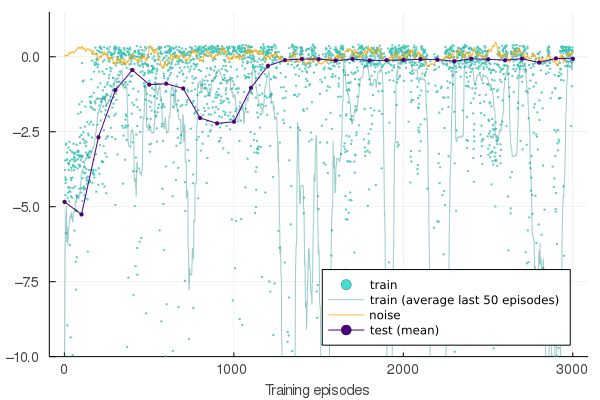 0.0
−2.5
−5.0
−7.5
−10.0
train
train (average last 50 episodes)
noise
test (mean)
0 1000 2000 3000
Training episodes